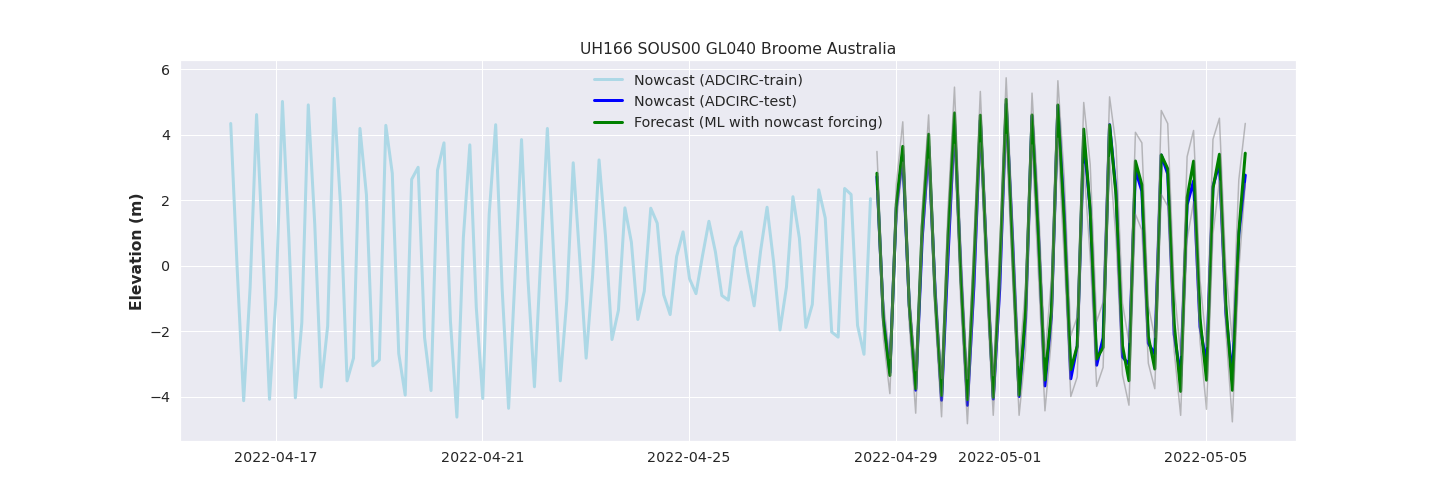 UH166 SOUS00 GL040 Broome Australia
Nowcast (ADCIRC-train)
Nowcast (ADCIRC-test)
Forecast (ML with nowcast forcing)
Elevation (m)
6
4
2
0
−2
−4
2022-04-17
2022-04-21
2022-04-25
2022-04-29
2022-05-01
2022-05-05